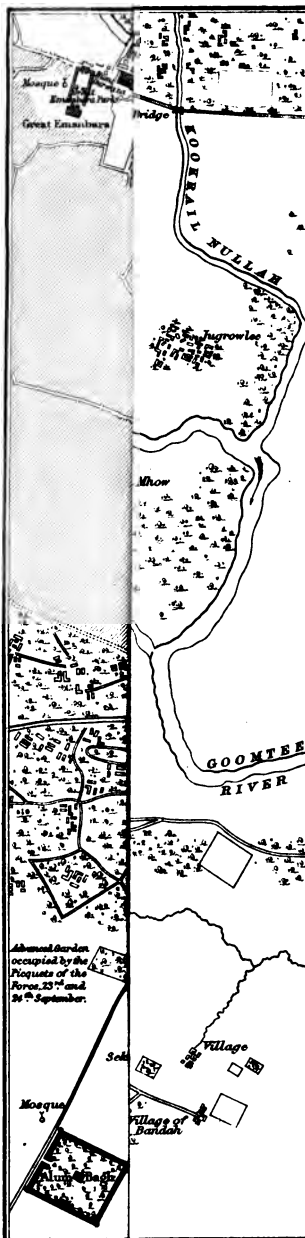 Mosque
Great Emanbara
Bridge
KOOKRAIL
NULLAH
Jugrowlee
Mhow
GOOMTEE
RIVER
Advanced Garden
occupied by the
Picquets of the
Force, 23rd and
24th September.
Village
Mosque
Village of
Bandah
Alum Bagh